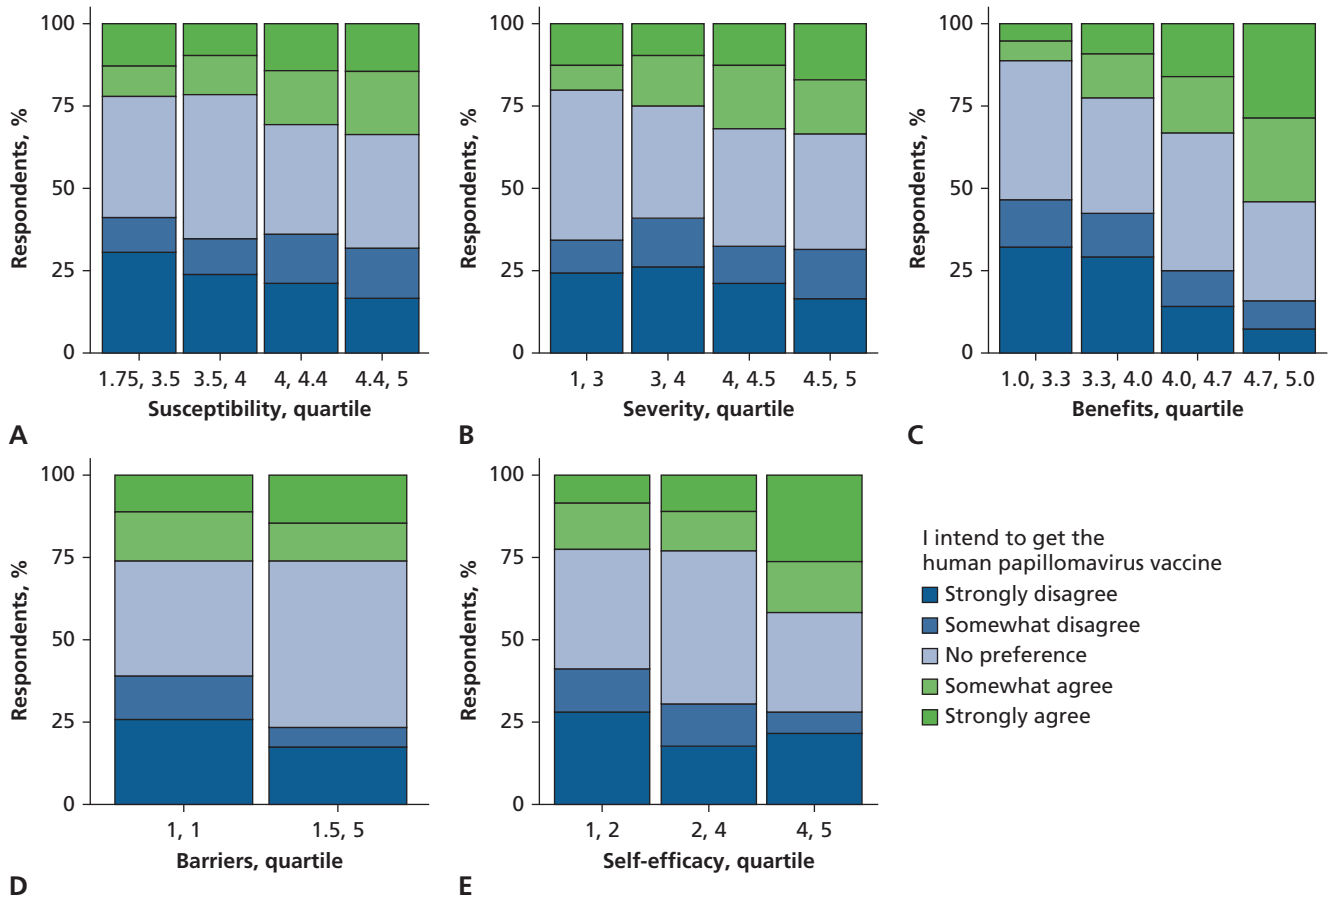 100
75
50
25
0
Respondents, %
1.75, 3.5
3.5, 4
4, 4.4
4.4, 5
Susceptibility, quartile
A
100
75
50
25
0
Respondents, %
1, 3
3, 4
4, 4.5
4.5, 5
Severity, quartile
B
100
75
50
25
0
Respondents, %
1.0, 3.3
3.3, 4.0
4.0, 4.7
4.7, 5.0
Benefits, quartile
C
100
75
50
25
0
Respondents, %
1, 1
1.5, 5
Barriers, quartile
D
100
75
50
25
0
Respondents, %
1, 2
2, 4
4, 5
Self-efficacy, quartile
E
I intend to get the
human papillomavirus vaccine
Strongly disagree
Somewhat disagree
No preference
Somewhat agree
Strongly agree